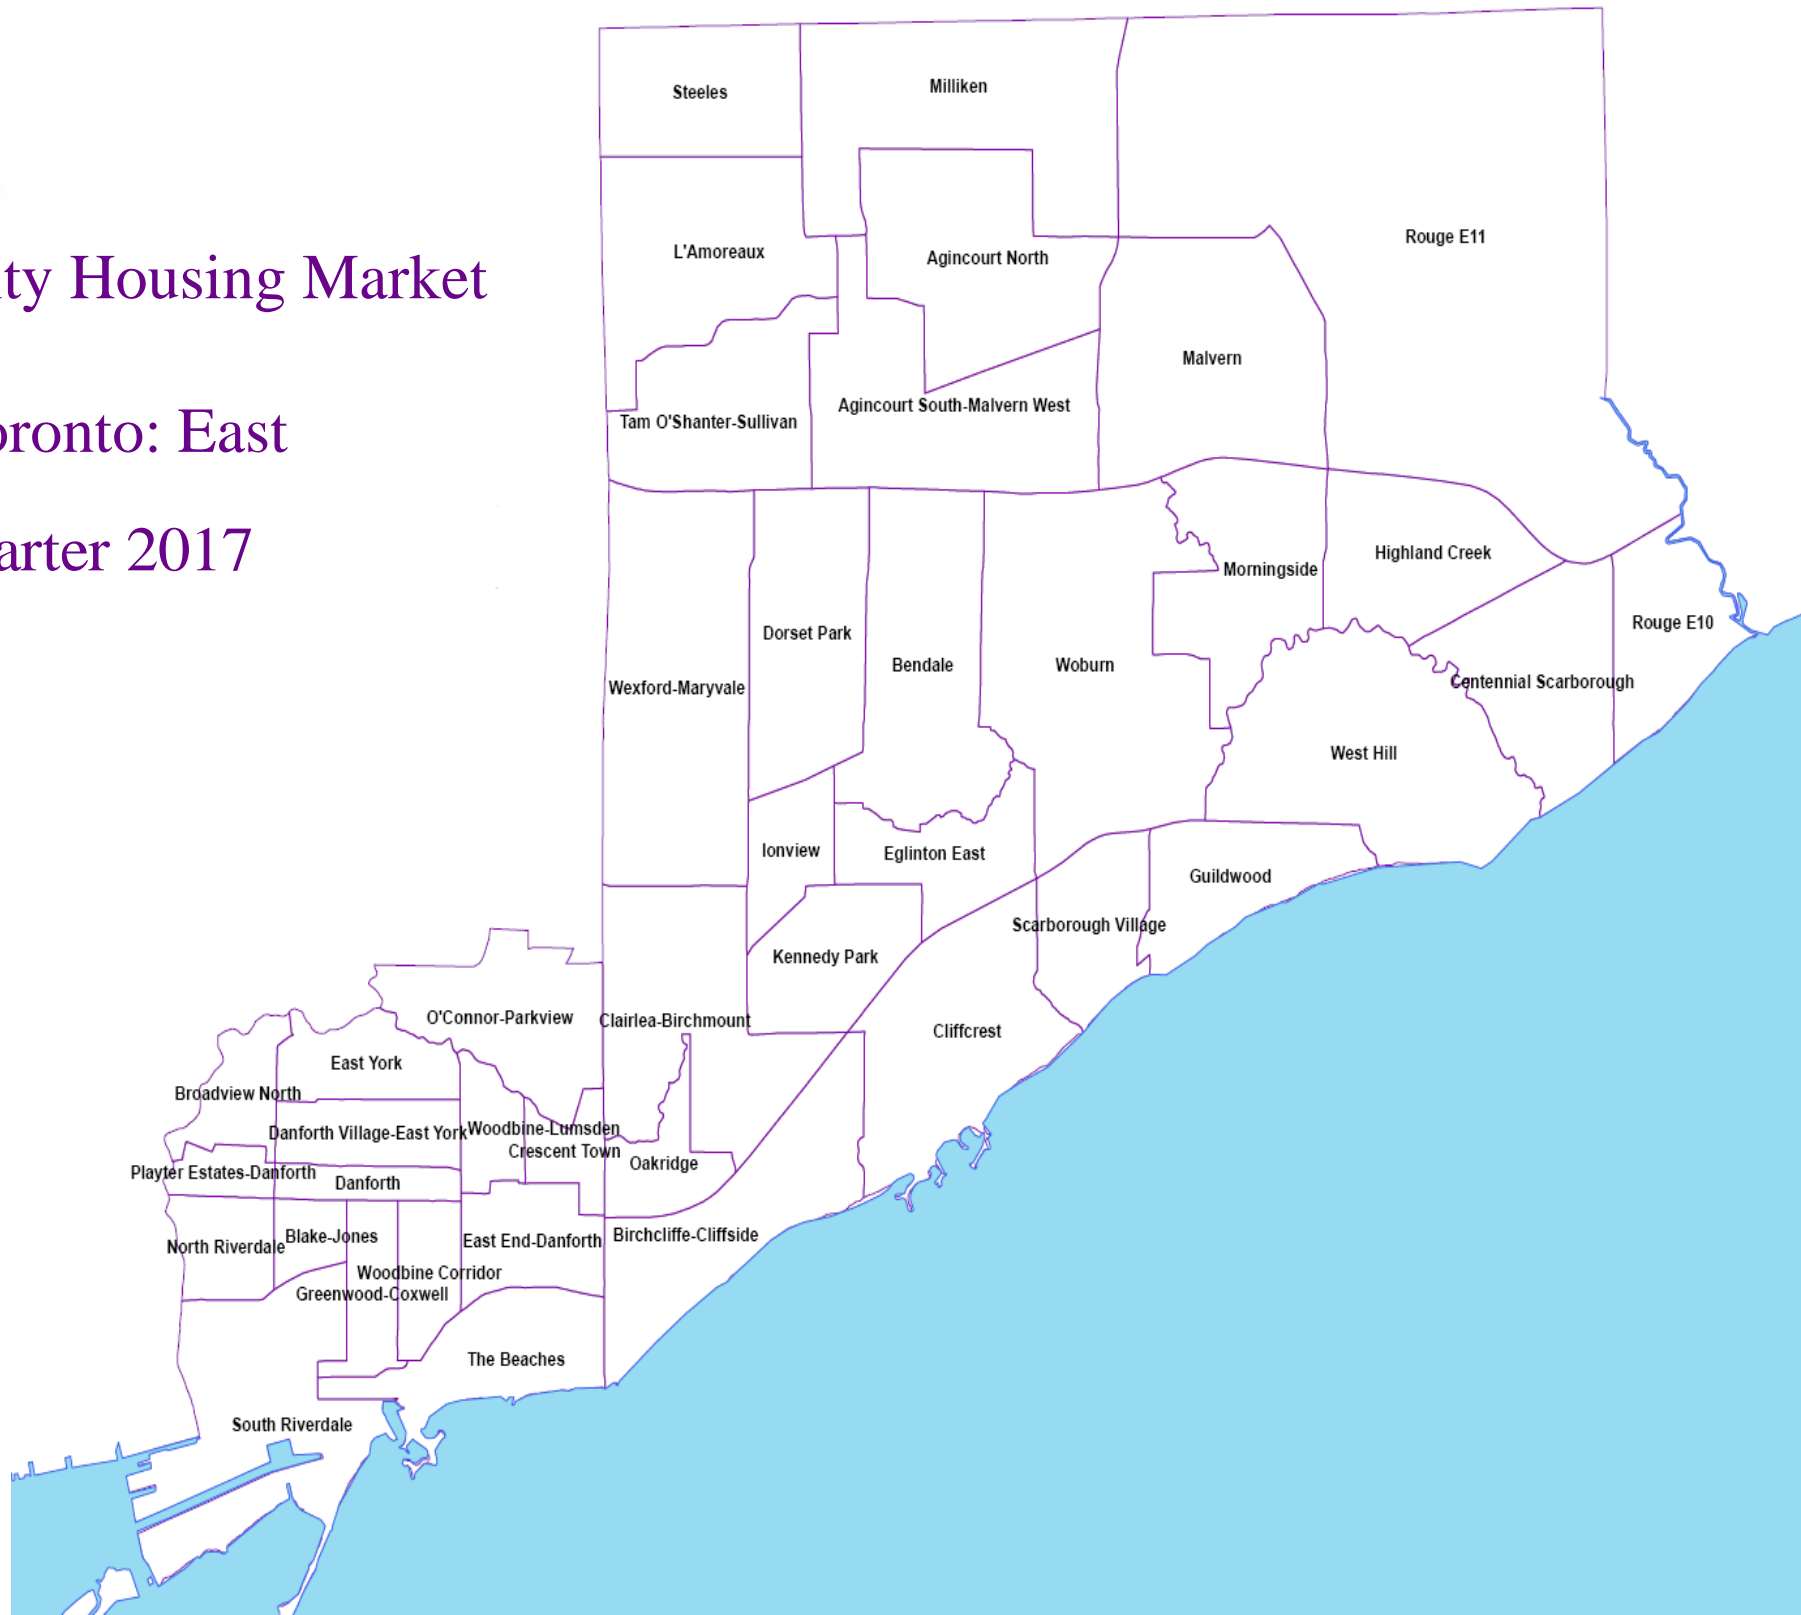 ity Housing Market
oronto: East
arter 2017
Steeles
Milliken
L'Amoreaux
Agincourt North
Rouge E11
Malvern
Tam O'Shanter-Sullivan
Agincourt South-Malvern West
Highland Creek
Morningside
Rouge E10
Dorset Park
Bendale
Woburn
Wexford-Maryvale
Centennial Scarborough
West Hill
Ionview
Eglinton East
Guildwood
Scarborough Village
Kennedy Park
O'Connor-Parkview
Clairlea-Birchmount
Cliffcrest
East York
Broadview North
Danforth Village-East York
Woodbine-Lumsden
Crescent Town
Oakridge
Playter Estates-Danforth
Danforth
North Riverdale
Blake-Jones
East End-Danforth
Birchcliffe-Cliffside
Woodbine Corridor
Greenwood-Coxwell
The Beaches
South Riverdale